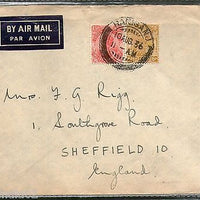 BY AIR MAIL
PAR AVION
Mrs. F. G. Rigg.
1, Southgrove Road.
SHEFFIELD 10
England.